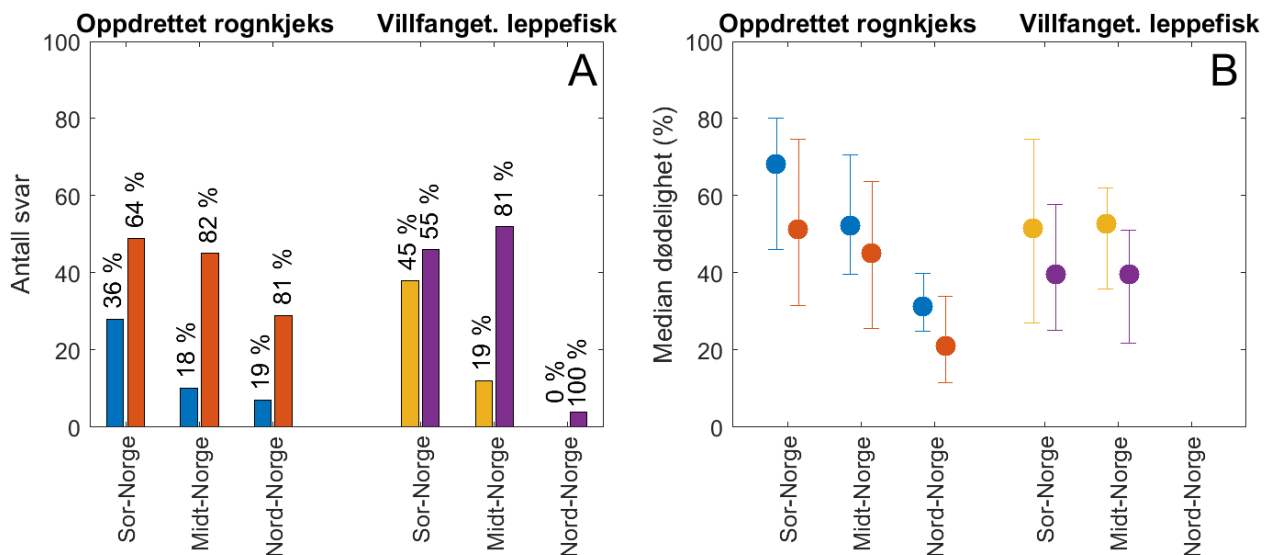 Oppdrettet rognkjeks
Villfanget. leppefisk
A
Antall svar
100
80
60
40
20
0
36 %
64 %
18 %
82 %
19 %
81 %
45 %
55 %
19 %
81 %
0 %
100 %
Sor-Norge
Midt-Norge
Nord-Norge
Sor-Norge
Midt-Norge
Nord-Norge
Oppdrettet rognkjeks
Villfanget. leppefisk
B
Median dødelighet (%)
100
80
60
40
20
0
Sor-Norge
Midt-Norge
Nord-Norge
Sor-Norge
Midt-Norge
Nord-Norge